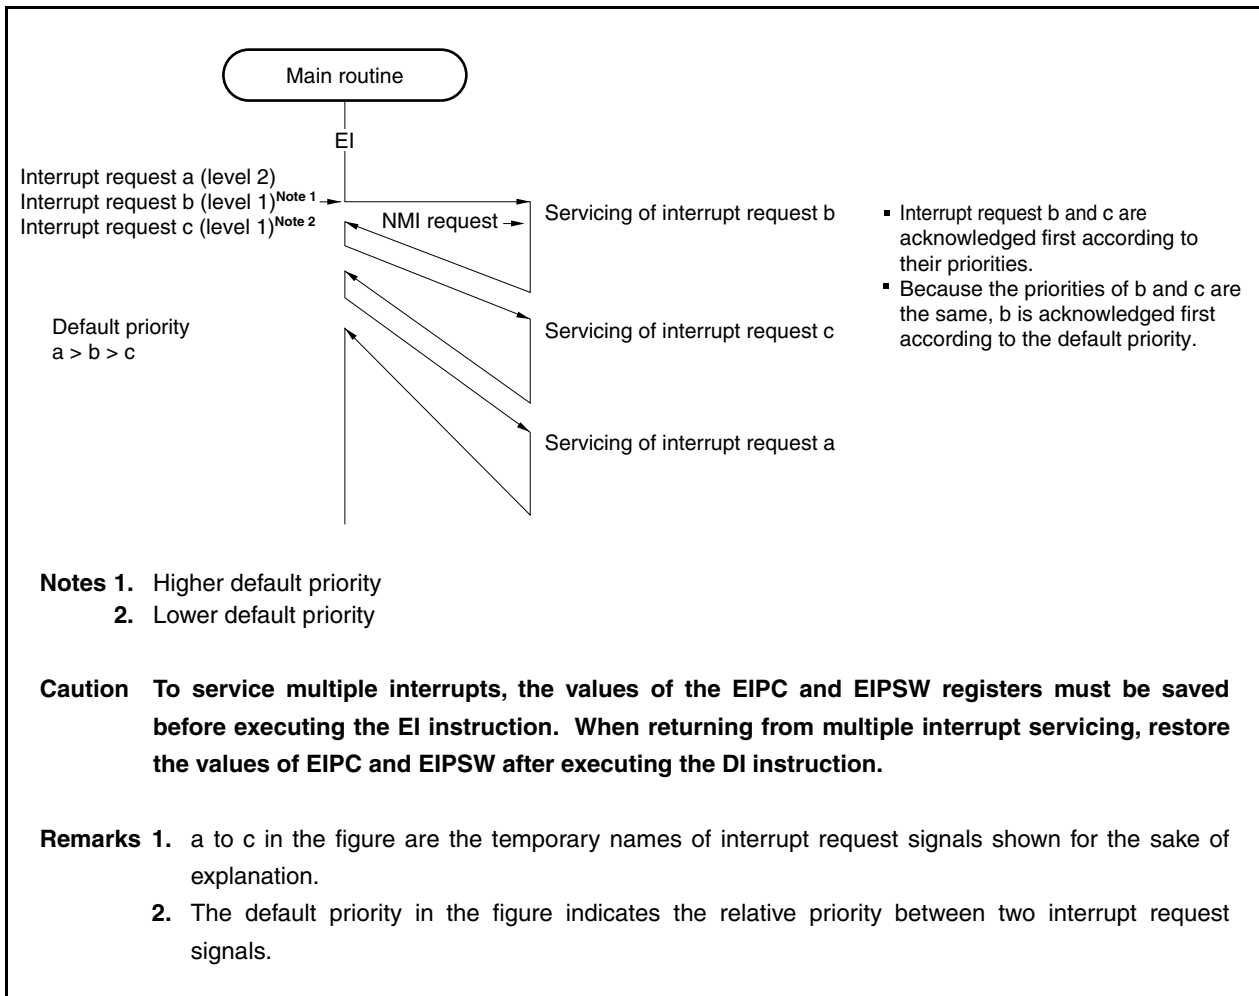 Main routine
EI
Interrupt request a (level 2)
Interrupt request b (level 1)Note 1
Interrupt request c (level 1)Note 2
NMI request
Servicing of interrupt request b
▪ Interrupt request b and c are
acknowledged first according to
their priorities.
▪ Because the priorities of b and c are
the same, b is acknowledged first
according to the default priority.
Default priority
a > b > c
Servicing of interrupt request c
Servicing of interrupt request a
Notes 1. Higher default priority
2. Lower default priority
Caution To service multiple interrupts, the values of the EIPC and EIPSW registers must be saved
before executing the EI instruction. When returning from multiple interrupt servicing, restore
the values of EIPC and EIPSW after executing the DI instruction.
Remarks 1. a to c in the figure are the temporary names of interrupt request signals shown for the sake of
explanation.
2. The default priority in the figure indicates the relative priority between two interrupt request
signals.